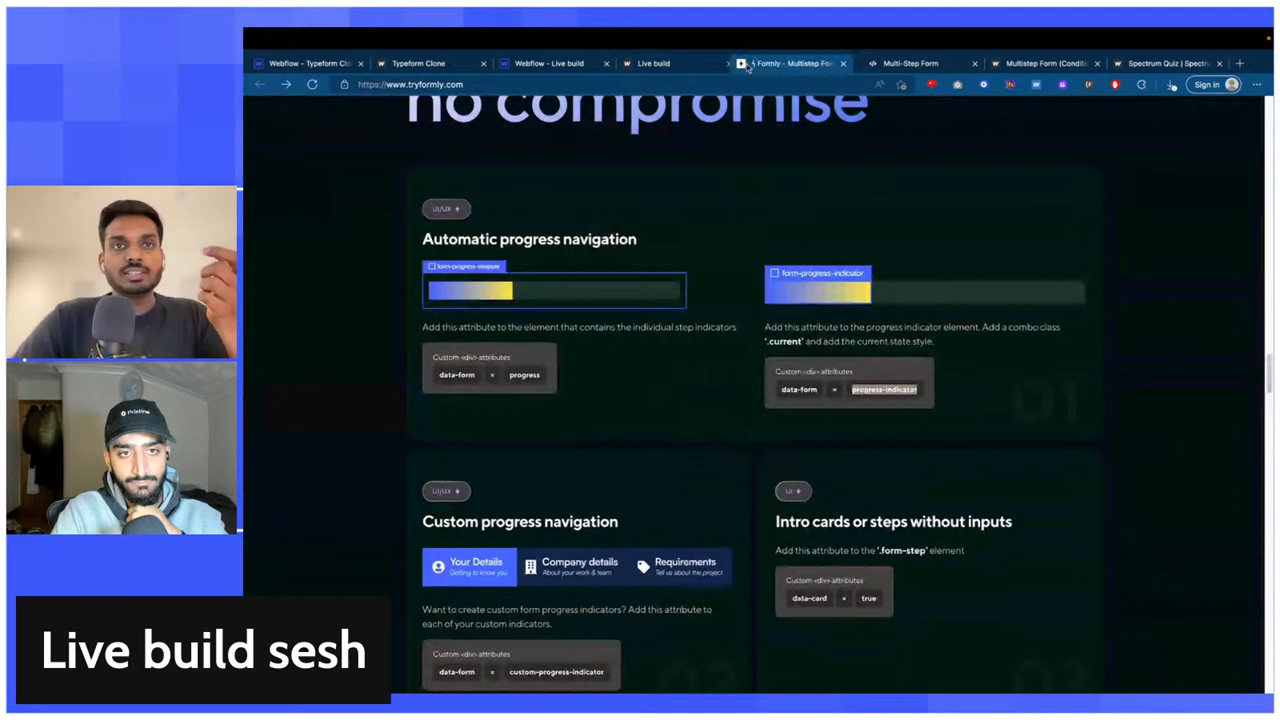 Webflow - Typeform Clo
Typeform Clone
Webflow - Live build
Live build
Formly - Multistep Fo
Multi-Step Form
Multistep Form (Conditi
Spectrum Quiz | Spect
https://www.tryformly.com
Sign in
no compromise
UI/UX
Automatic progress navigation
form-progress-wrapper
form-progress-indicator
Add this attribute to the element that contains the individual step indicators.
Add this attribute to the progress indicator element. Add a combo class
'.current' and add the current state style.
Custom <div> attributes
data-form = progress
Custom <div> attributes
data-form = progress-indicator
01
UI/UX
UI
Custom progress navigation
Intro cards or steps without inputs
Your Details
Getting to know you
Company details
About your work & team
Requirements
Tell us about the project
Add this attribute to the '.form-step' element
Custom <div> attributes
data-card = true
Want to create custom form progress indicators? Add this attribute to
each of your custom indicators.
Custom <div> attributes
data-form = custom-progress-indicator
02
03
Pristine
Live build sesh